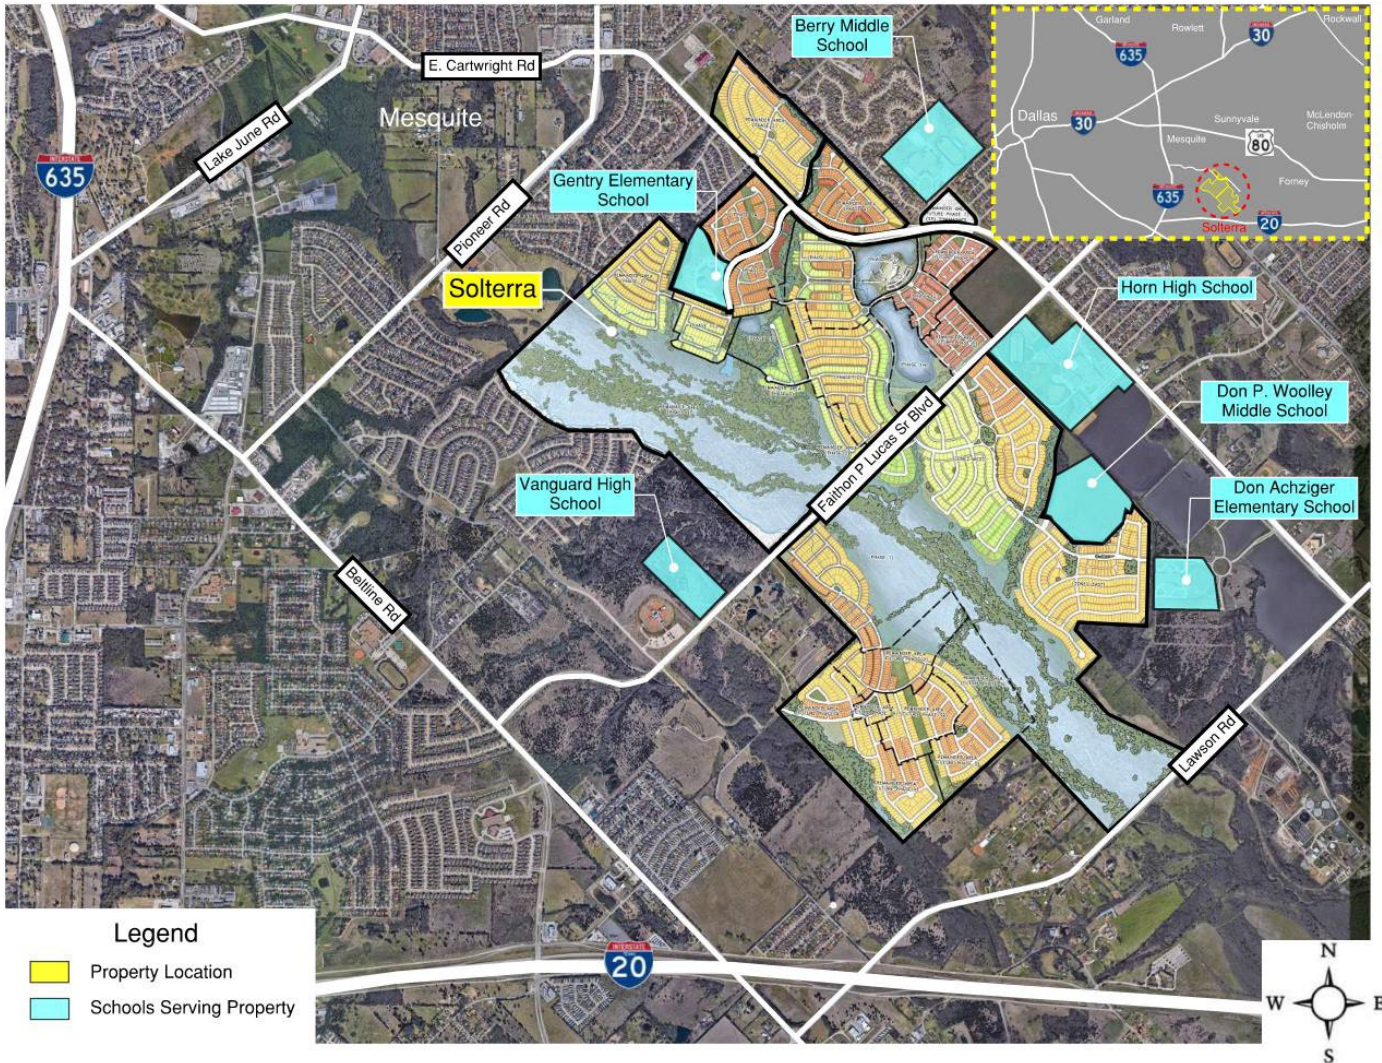 Berry Middle
School
E. Cartwright Rd
Mesquite
Lake June Rd
INTERSTATE
635
Gentry Elementary
School
Pioneer Rd
Solterra
Garland
Rowlett
Rockwall
30
635
Dallas
30
Sunnyvale
McLendon-
Chisholm
Mesquite
80
Forney
635
20
Solterra
Horn High School
Don P. Woolley
Middle School
Faithon P Lucas Sr Blvd
Vanguard High
School
Don Achziger
Elementary School
Beltline Rd
Lawson Rd
INTERSTATE
20
Legend
Property Location
Schools Serving Property
N
W
E
S